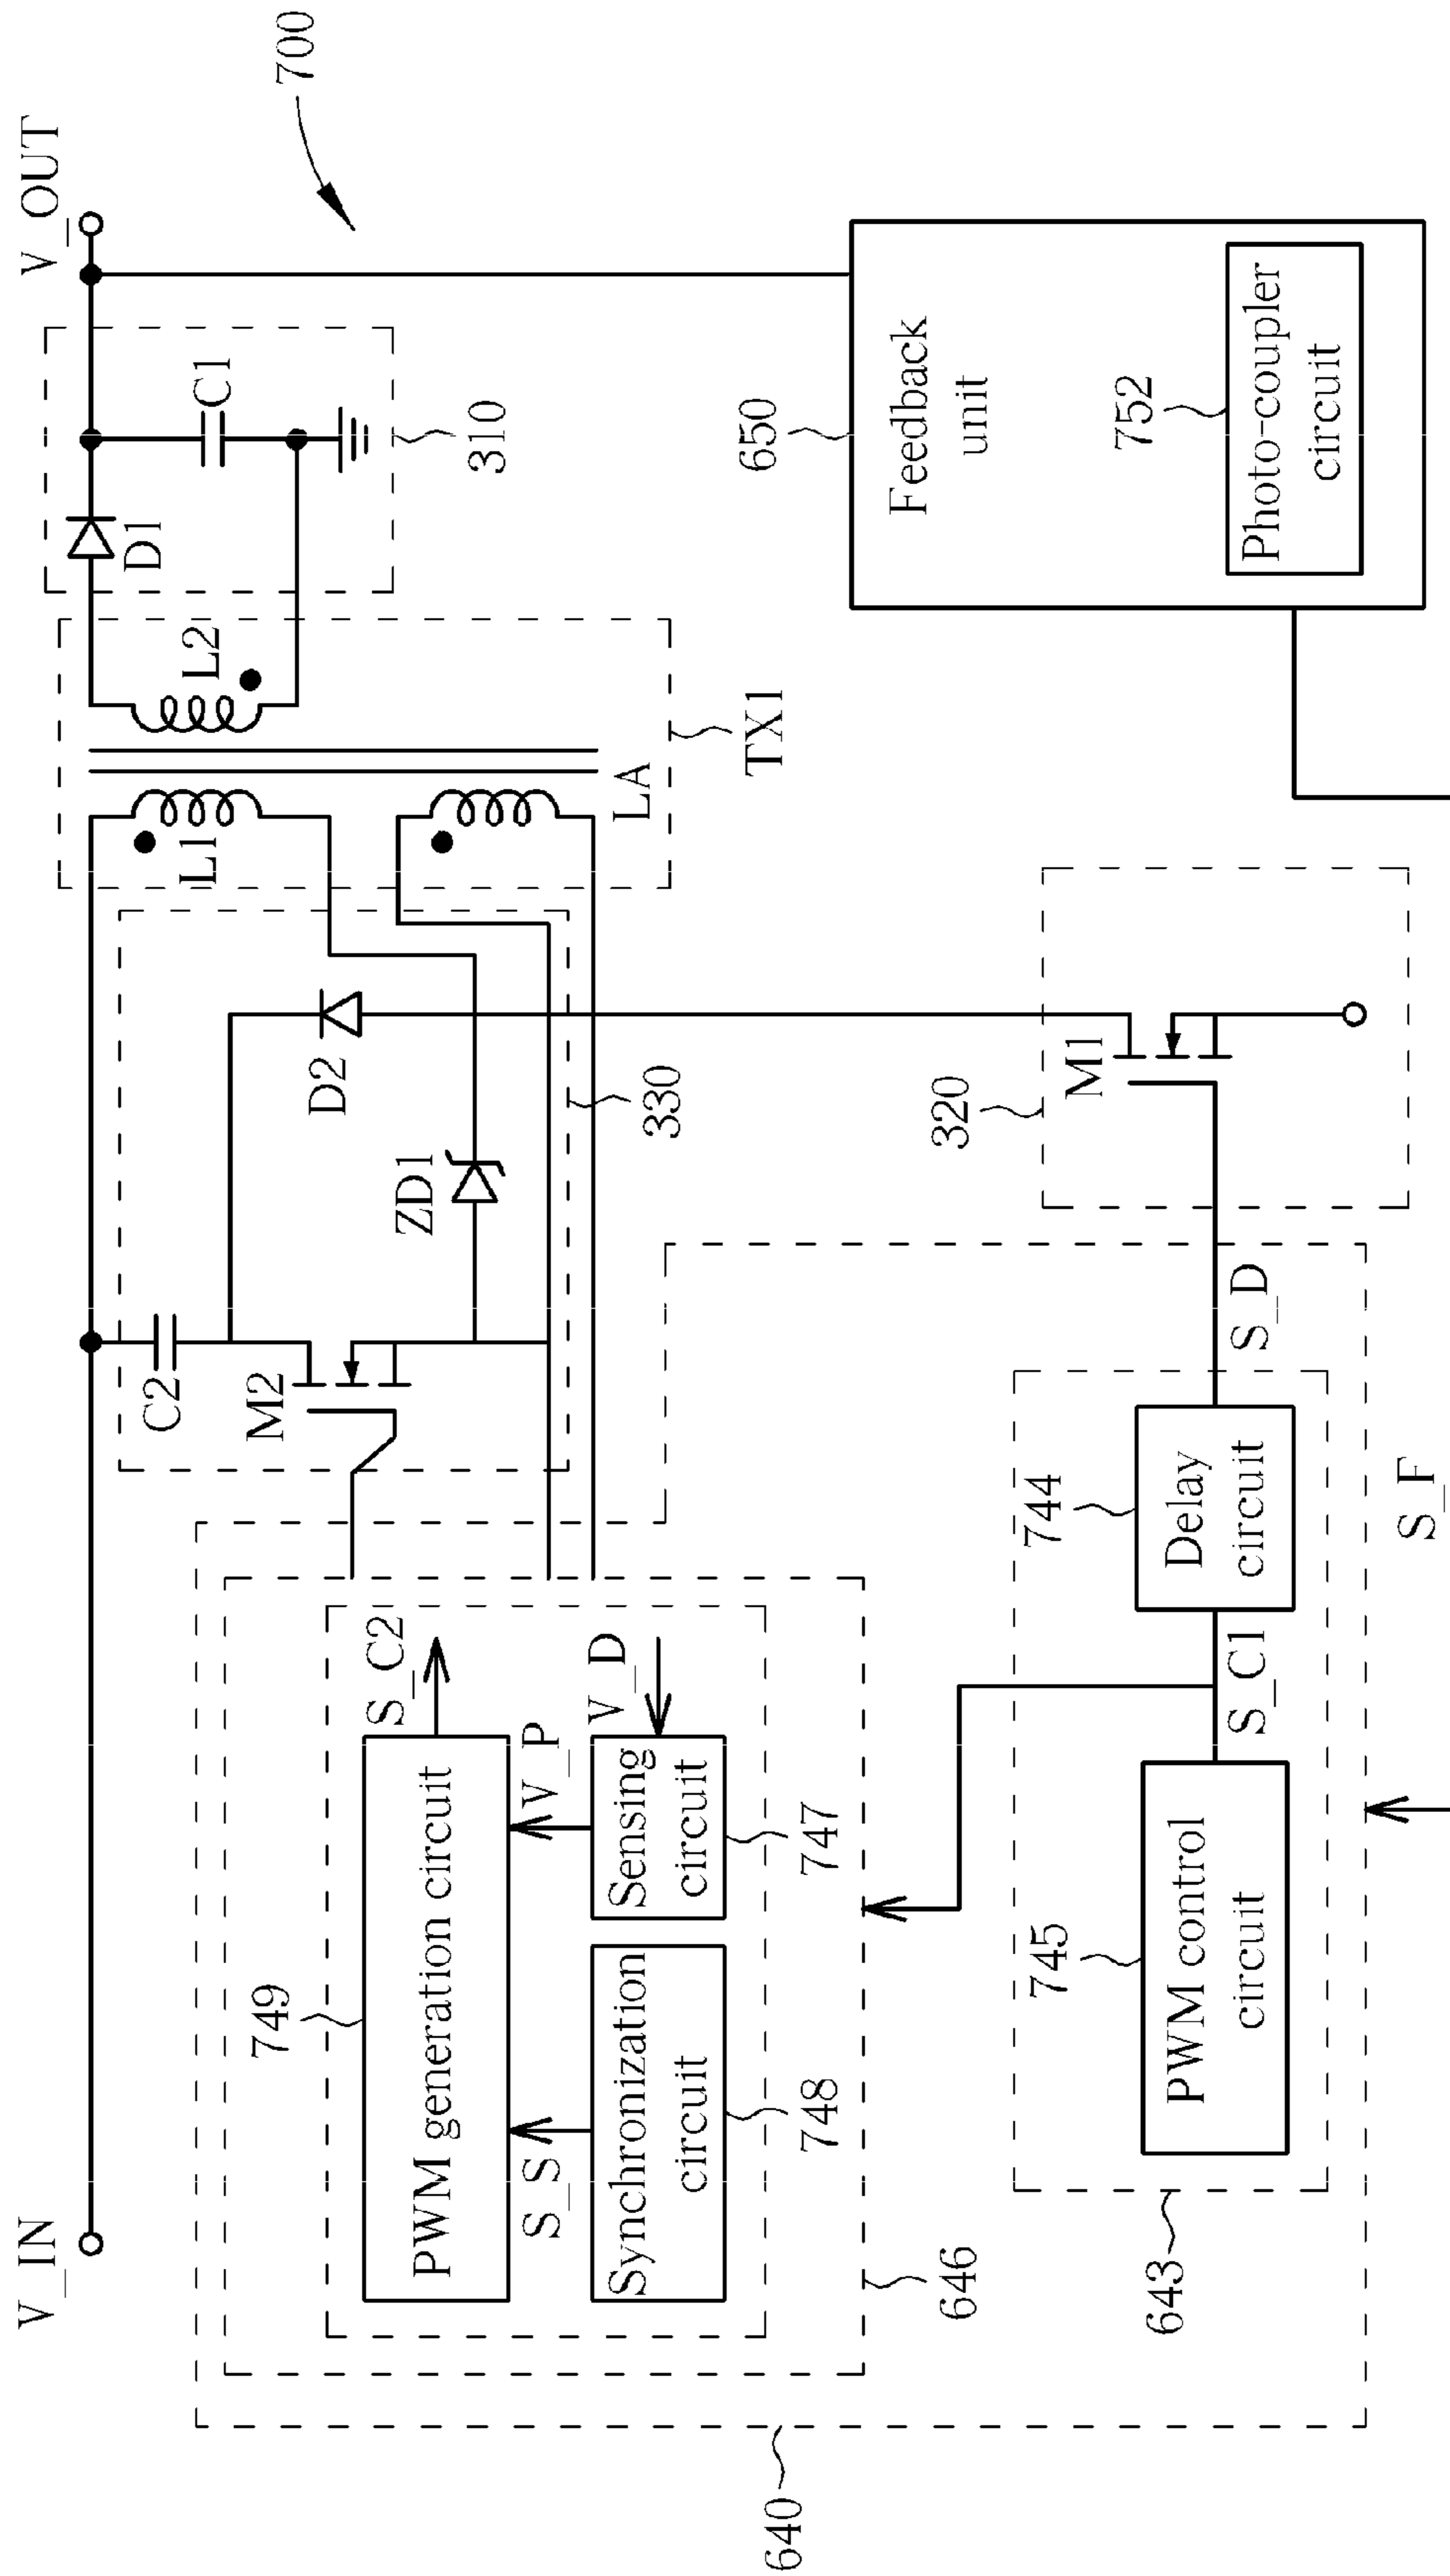 V_IN
V_OUT
700
C2
M2
D2
ZD1
330
L1
L2
LA
TX1
D1
C1
310
749
PWM generation circuit
S_C2
S_S
V_P
V_D
Synchronization
circuit
748
Sensing
circuit
747
646
640
643
745
PWM control
circuit
S_C1
744
Delay
circuit
S_D
320
M1
650
Feedback
unit
752
Photo-coupler
circuit
S_F